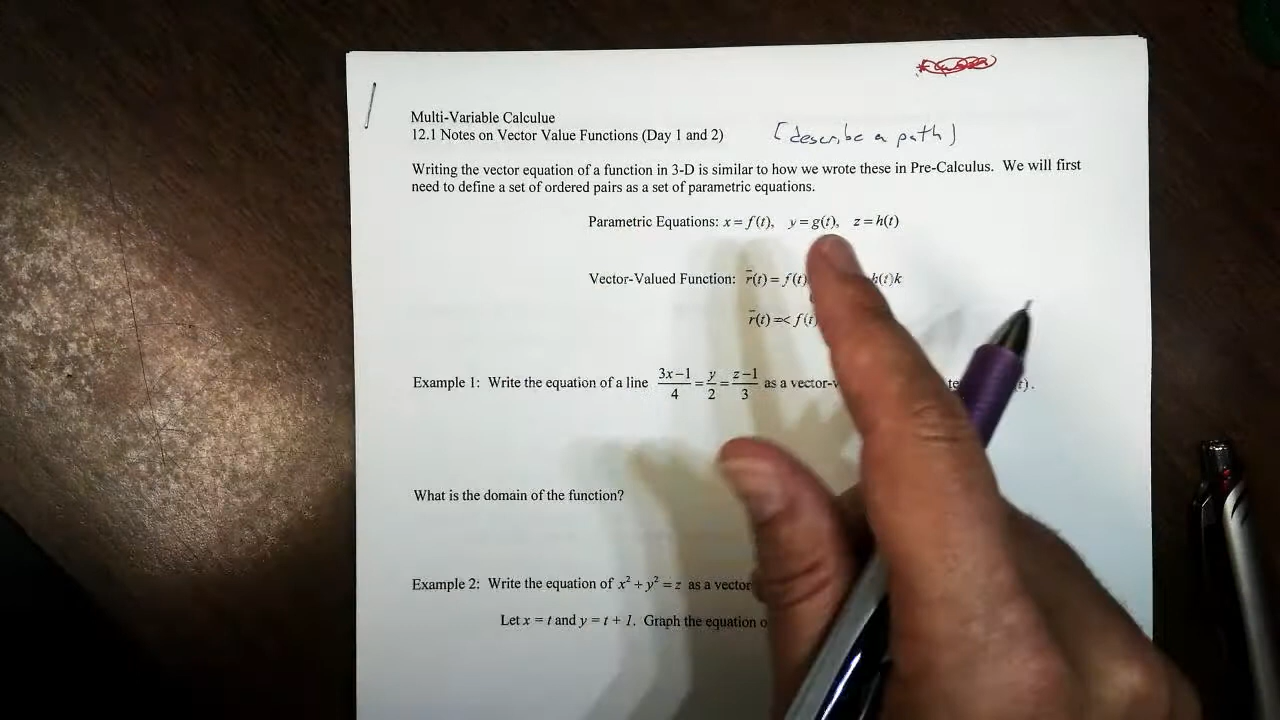 Multi-Variable Calculue
12.1 Notes on Vector Value Functions (Day 1 and 2) [describe a path]
Writing the vector equation of a function in 3-D is similar to how we wrote these in Pre-Calculus. We will first
need to define a set of ordered pairs as a set of parametric equations.
Parametric Equations: x = f(t), y = g(t), z = h(t)
Vector-Valued Function: r̄(t) = f(t) h(t)k
r̄(t) =< f(t)
Example 1: Write the equation of a line (3x−1)/4 = y/2 = (z−1)/3 as a vector-
What is the domain of the function?
Example 2: Write the equation of x² + y² = z as a vector
Let x = t and y = t + 1. Graph the equation o